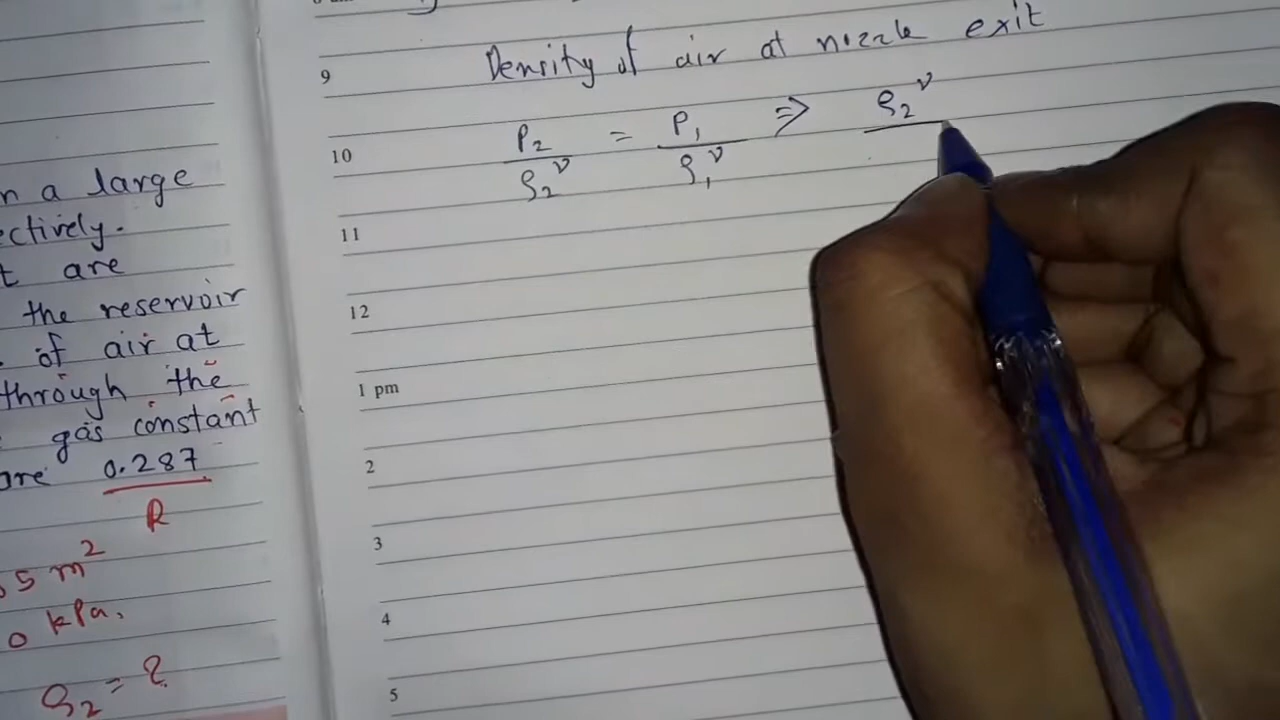 n a large
ectively.
t are
the reservoir
of air at
through the
gas constant
are 0.287
R
5 m²
0 kPa.
ρ₂ = ?
9
Density of air at nozzle exit
10
P₂/ρ₂^γ = P₁/ρ₁^γ ⇒ ρ₂^γ
11
12
1 pm
2
3
4
5